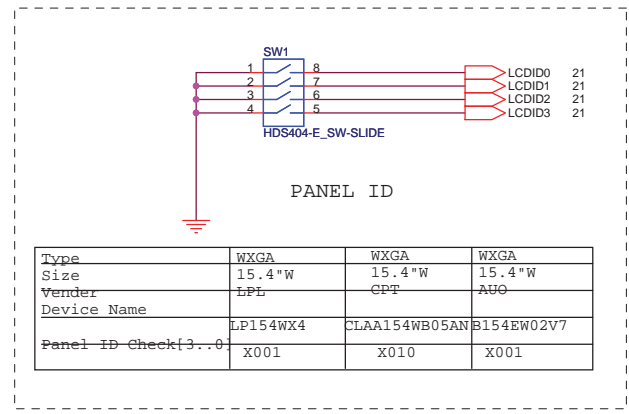 SW1
1 8 LCDID0 21
2 7 LCDID1 21
3 6 LCDID2 21
4 5 LCDID3 21
HDS404-E_SW-SLIDE
PANEL ID
Type WXGA WXGA WXGA
Size 15.4"W 15.4"W 15.4"W
Vender LPL CPT AUO
Device Name
LP154WX4 CLAA154WB05AN B154EW02V7
Panel ID Check[3..0] X001 X010 X001